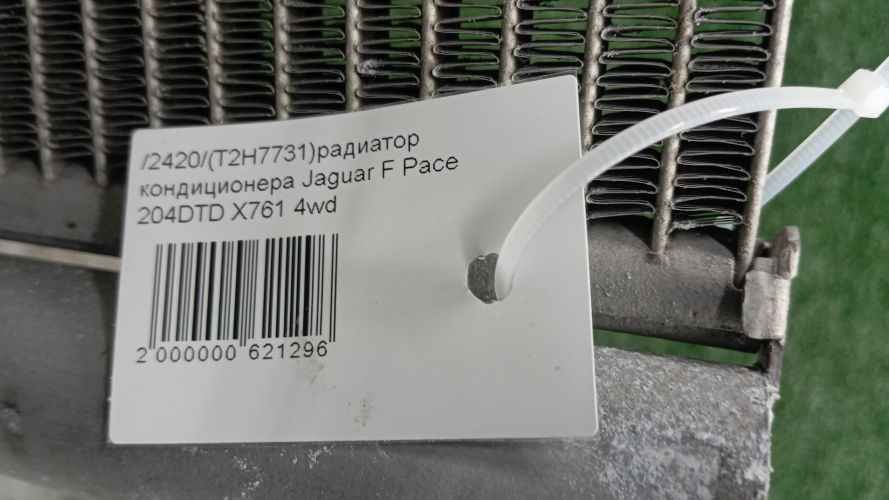 /2420/(T2H7731)радиатор
кондиционера Jaguar F Pace
204DTD X761 4wd
2 000000 621296